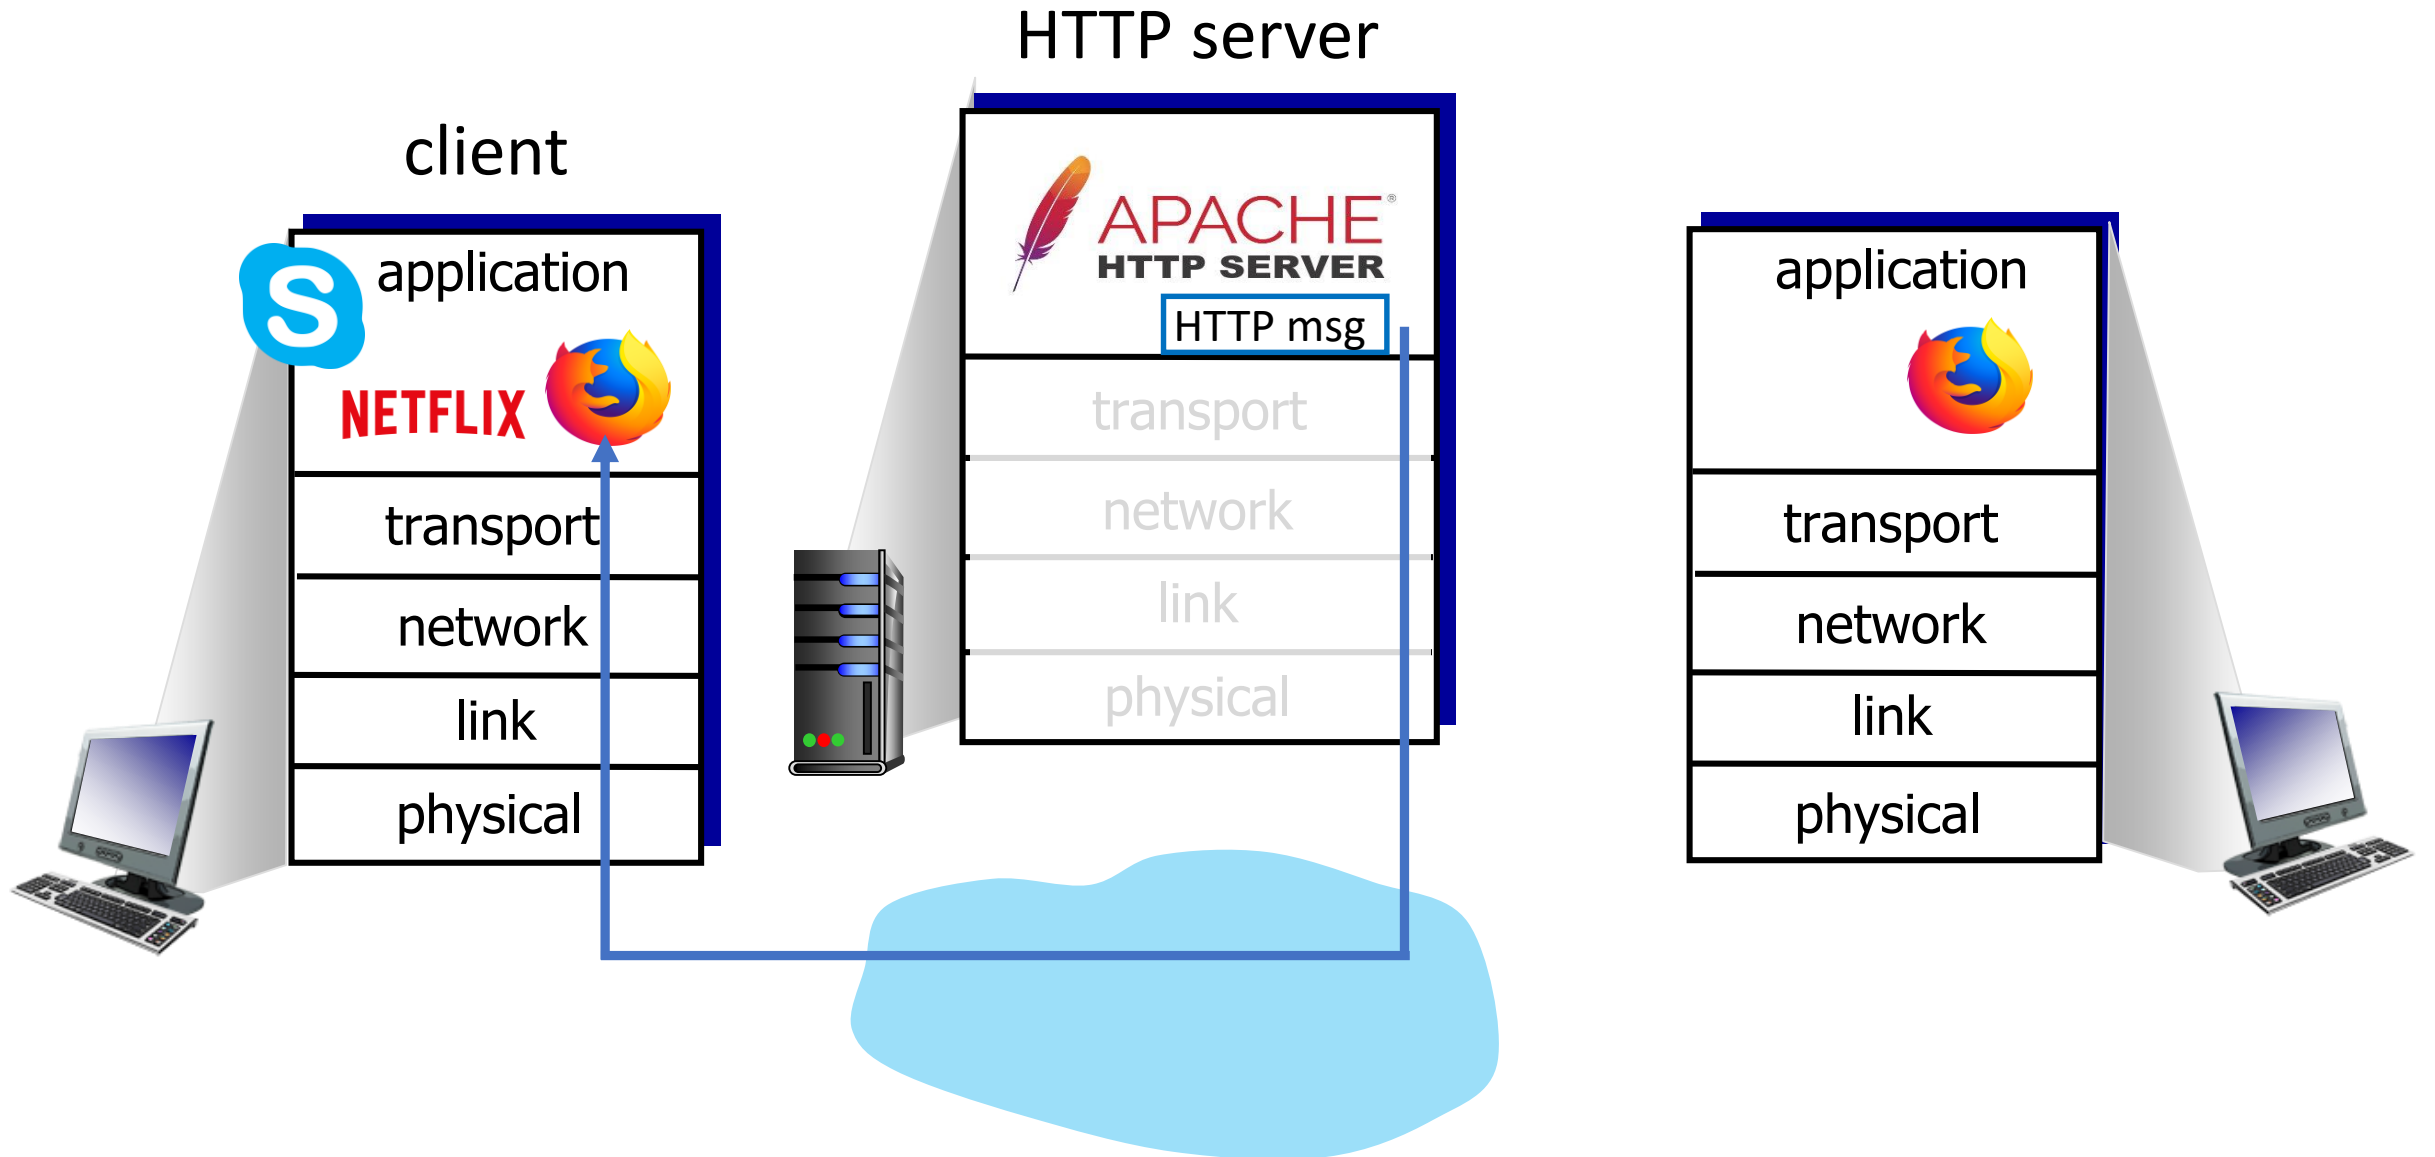 HTTP server
client
application
NETFLIX
transport
network
link
physical
APACHE®
HTTP SERVER
HTTP msg
transport
network
link
physical
application
transport
network
link
physical